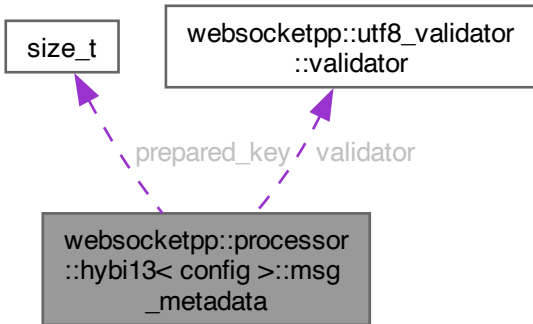 size_t
websocketpp::utf8_validator
::validator
prepared_key
validator
websocketpp::processor
::hybi13< config >::msg
_metadata